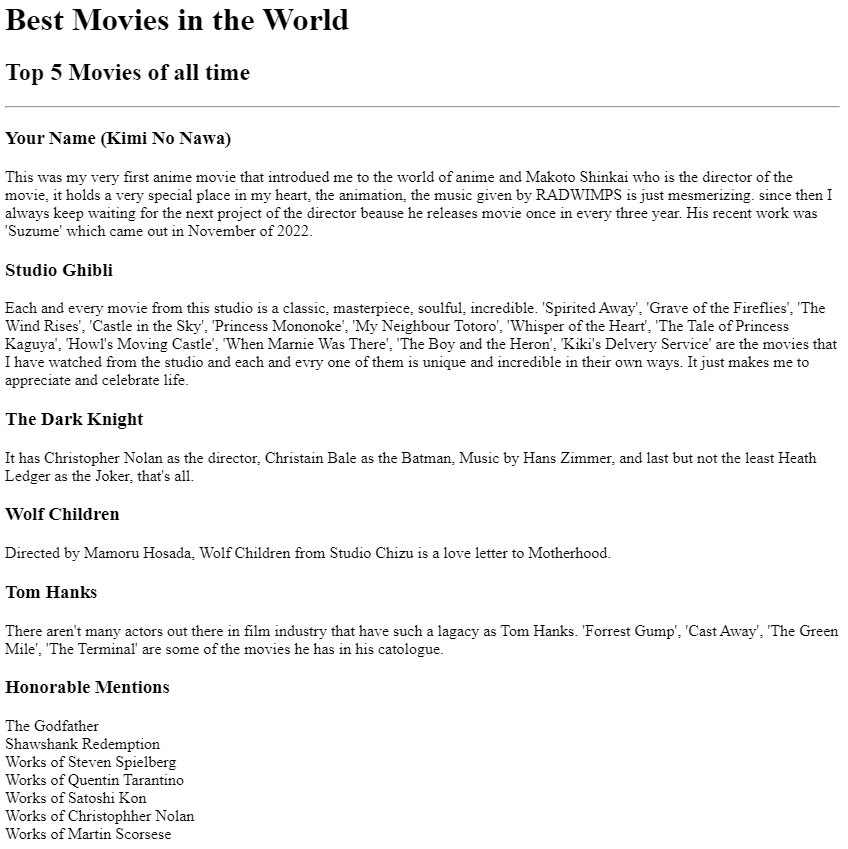 Best Movies in the World
Top 5 Movies of all time
Your Name (Kimi No Nawa)
This was my very first anime movie that introdued me to the world of anime and Makoto Shinkai who is the director of the
movie, it holds a very special place in my heart, the animation, the music given by RADWIMPS is just mesmerizing. since then I
always keep waiting for the next project of the director beause he releases movie once in every three year. His recent work was
'Suzume' which came out in November of 2022.
Studio Ghibli
Each and every movie from this studio is a classic, masterpiece, soulful, incredible. 'Spirited Away', 'Grave of the Fireflies', 'The
Wind Rises', 'Castle in the Sky', 'Princess Mononoke', 'My Neighbour Totoro', 'Whisper of the Heart', 'The Tale of Princess
Kaguya', 'Howl's Moving Castle', 'When Marnie Was There', 'The Boy and the Heron', 'Kiki's Delvery Service' are the movies that
I have watched from the studio and each and evry one of them is unique and incredible in their own ways. It just makes me to
appreciate and celebrate life.
The Dark Knight
It has Christopher Nolan as the director, Christain Bale as the Batman, Music by Hans Zimmer, and last but not the least Heath
Ledger as the Joker, that's all.
Wolf Children
Directed by Mamoru Hosada, Wolf Children from Studio Chizu is a love letter to Motherhood.
Tom Hanks
There aren't many actors out there in film industry that have such a lagacy as Tom Hanks. 'Forrest Gump', 'Cast Away', 'The Green
Mile', 'The Terminal' are some of the movies he has in his catologue.
Honorable Mentions
The Godfather
Shawshank Redemption
Works of Steven Spielberg
Works of Quentin Tarantino
Works of Satoshi Kon
Works of Christophher Nolan
Works of Martin Scorsese